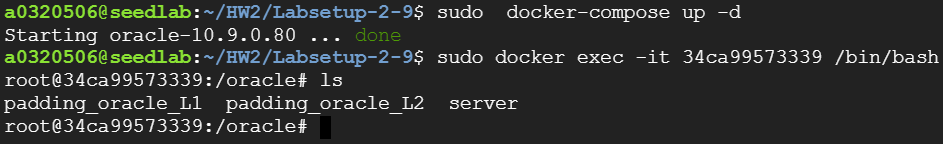 a0320506@seedlab:~/HW2/Labsetup-2-9$ sudo  docker-compose up -d
Starting oracle-10.9.0.80 ... done
a0320506@seedlab:~/HW2/Labsetup-2-9$ sudo docker exec -it 34ca99573339 /bin/bash
root@34ca99573339:/oracle# ls
padding_oracle_L1  padding_oracle_L2  server
root@34ca99573339:/oracle#